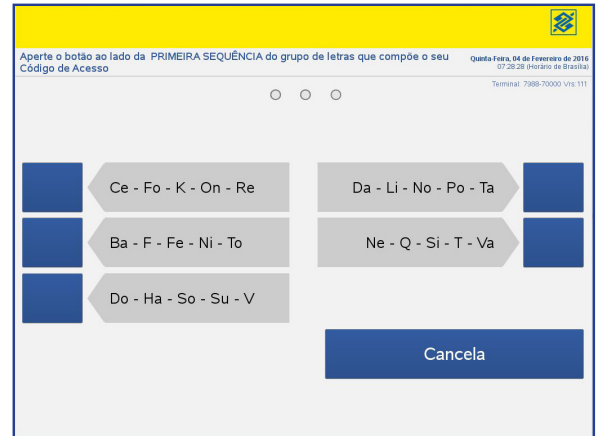 Aperte o botão ao lado da PRIMEIRA SEQUÊNCIA do grupo de letras que compõe o seu
Código de Acesso
Quinta-Feira, 04 de Fevereiro de 2016
07:28:28 (Horário de Brasília)
Terminal: 7988-70000 Vrs:111
Ce - Fo - K - On - Re
Da - Li - No - Po - Ta
Ba - F - Fe - Ni - To
Ne - Q - Si - T - Va
Do - Ha - So - Su - V
Cancela